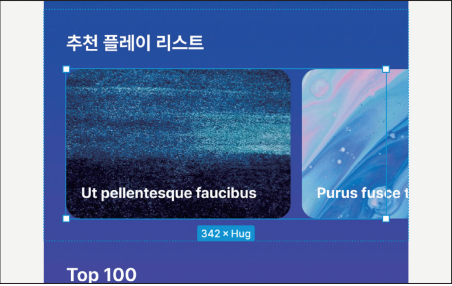 추천 플레이 리스트
Ut pellentesque faucibus
Purus fusce t
342 × Hug
Top 100